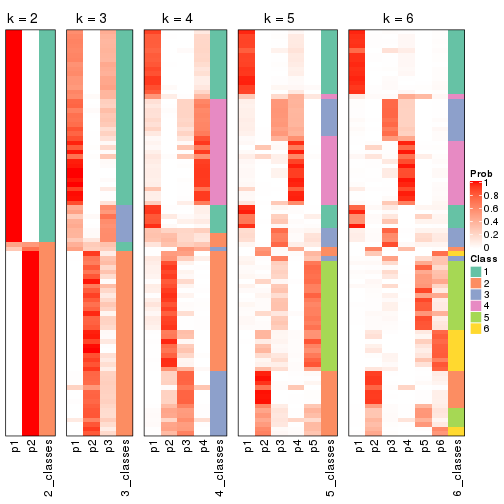 k = 2
k = 3
k = 4
k = 5
k = 6
p1
p2
2_classes
p1
p2
p3
3_classes
p1
p2
p3
p4
4_classes
p1
p2
p3
p4
p5
5_classes
p1
p2
p3
p4
p5
p6
6_classes
Prob
1
0.8
0.6
0.4
0.2
0
Class
1
2
3
4
5
6